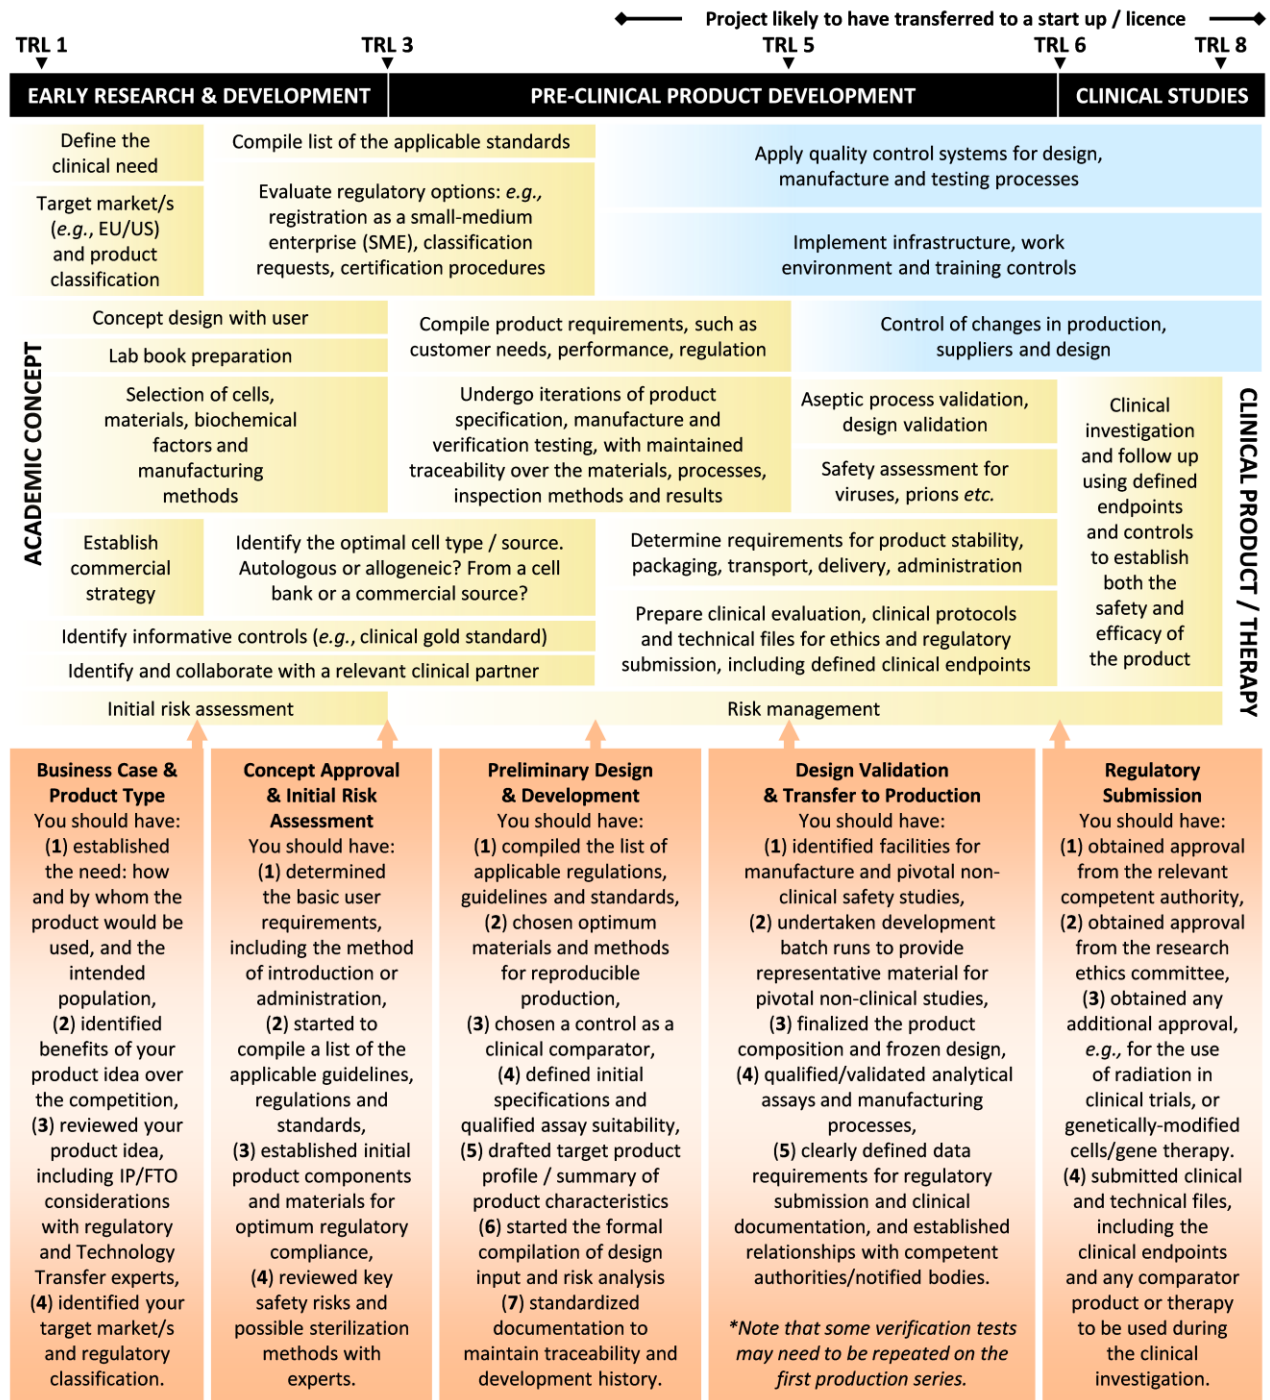 Project likely to have transferred to a start up / licence
TRL 1
TRL 3
TRL 5
TRL 6
TRL 8
EARLY RESEARCH & DEVELOPMENT
PRE-CLINICAL PRODUCT DEVELOPMENT
CLINICAL STUDIES
ACADEMIC CONCEPT
Define the
clinical need
Target market/s
(e.g., EU/US)
and product
classification
Compile list of the applicable standards
Evaluate regulatory options: e.g.,
registration as a small-medium
enterprise (SME), classification
requests, certification procedures
Apply quality control systems for design,
manufacture and testing processes
Implement infrastructure, work
environment and training controls
Concept design with user
Lab book preparation
Selection of cells,
materials, biochemical
factors and
manufacturing
methods
Compile product requirements, such as
customer needs, performance, regulation
Undergo iterations of product
specification, manufacture and
verification testing, with maintained
traceability over the materials, processes,
inspection methods and results
Control of changes in production,
suppliers and design
Aseptic process validation,
design validation
Safety assessment for
viruses, prions etc.
Clinical
investigation
and follow up
using defined
endpoints
and controls
to establish
both the
safety and
efficacy of
the product
Establish
commercial
strategy
Identify the optimal cell type / source.
Autologous or allogeneic? From a cell
bank or a commercial source?
Determine requirements for product stability,
packaging, transport, delivery, administration
Identify informative controls (e.g., clinical gold standard)
Identify and collaborate with a relevant clinical partner
Prepare clinical evaluation, clinical protocols
and technical files for ethics and regulatory
submission, including defined clinical endpoints
Initial risk assessment
Risk management
CLINICAL PRODUCT / THERAPY
Business Case &
Product Type
You should have:
(1) established
the need: how
and by whom the
product would be
used, and the
intended
population,
(2) identified
benefits of your
product idea over
the competition,
(3) reviewed your
product idea,
including IP/FTO
considerations
with regulatory
and Technology
Transfer experts,
(4) identified your
target market/s
and regulatory
classification.
Concept Approval
& Initial Risk
Assessment
You should have:
(1) determined
the basic user
requirements,
including the method
of introduction or
administration,
(2) started to
compile a list of the
applicable guidelines,
regulations and
standards,
(3) established initial
product components
and materials for
optimum regulatory
compliance,
(4) reviewed key
safety risks and
possible sterilization
methods with
experts.
Preliminary Design
& Development
You should have:
(1) compiled the list of
applicable regulations,
guidelines and standards,
(2) chosen optimum
materials and methods
for reproducible
production,
(3) chosen a control as a
clinical comparator,
(4) defined initial
specifications and
qualified assay suitability,
(5) drafted target product
profile / summary of
product characteristics
(6) started the formal
compilation of design
input and risk analysis
(7) standardized
documentation to
maintain traceability and
development history.
Design Validation
& Transfer to Production
You should have:
(1) identified facilities for
manufacture and pivotal non-
clinical safety studies,
(2) undertaken development
batch runs to provide
representative material for
pivotal non-clinical studies,
(3) finalized the product
composition and frozen design,
(4) qualified/validated analytical
assays and manufacturing
processes,
(5) clearly defined data
requirements for regulatory
submission and clinical
documentation, and established
relationships with competent
authorities/notified bodies.
*Note that some verification tests
may need to be repeated on the
first production series.
Regulatory
Submission
You should have:
(1) obtained approval
from the relevant
competent authority,
(2) obtained approval
from the research
ethics committee,
(3) obtained any
additional approval,
e.g., for the use
of radiation in
clinical trials, or
genetically-modified
cells/gene therapy.
(4) submitted clinical
and technical files,
including the
clinical endpoints
and any comparator
product or therapy
to be used during
the clinical
investigation.